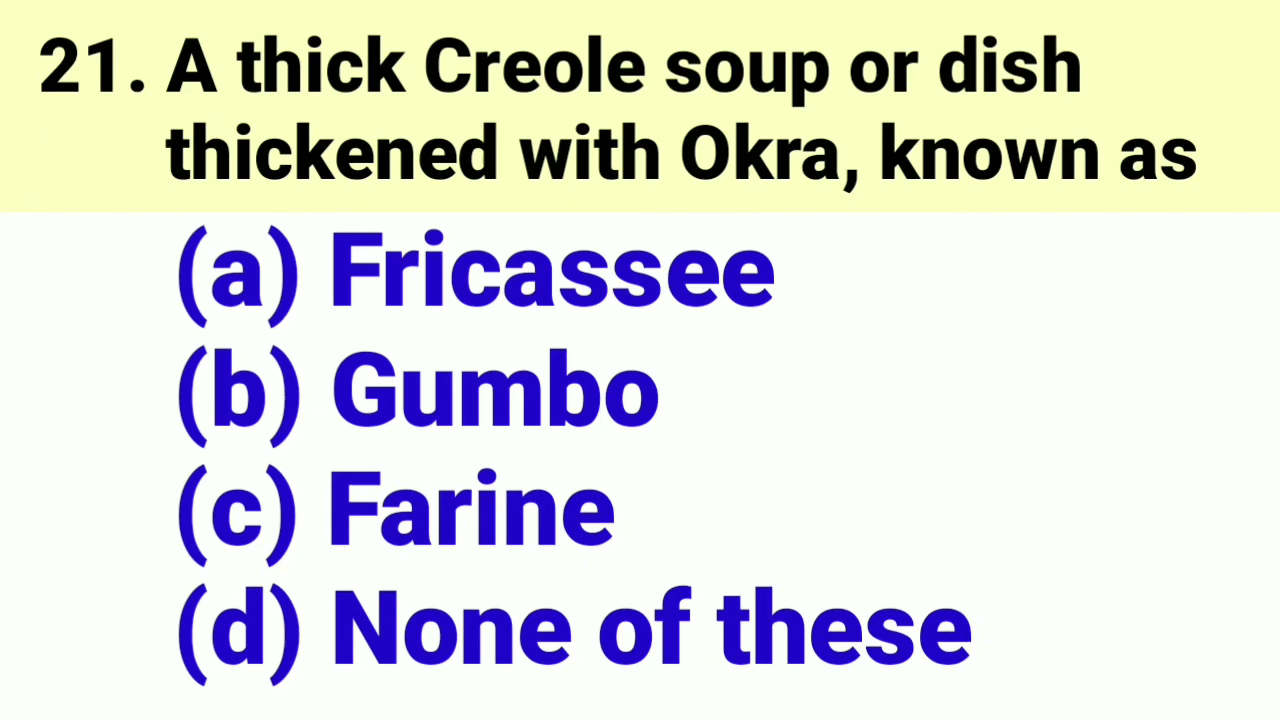 21. A thick Creole soup or dish
thickened with Okra, known as
(a) Fricassee
(b) Gumbo
(c) Farine
(d) None of these